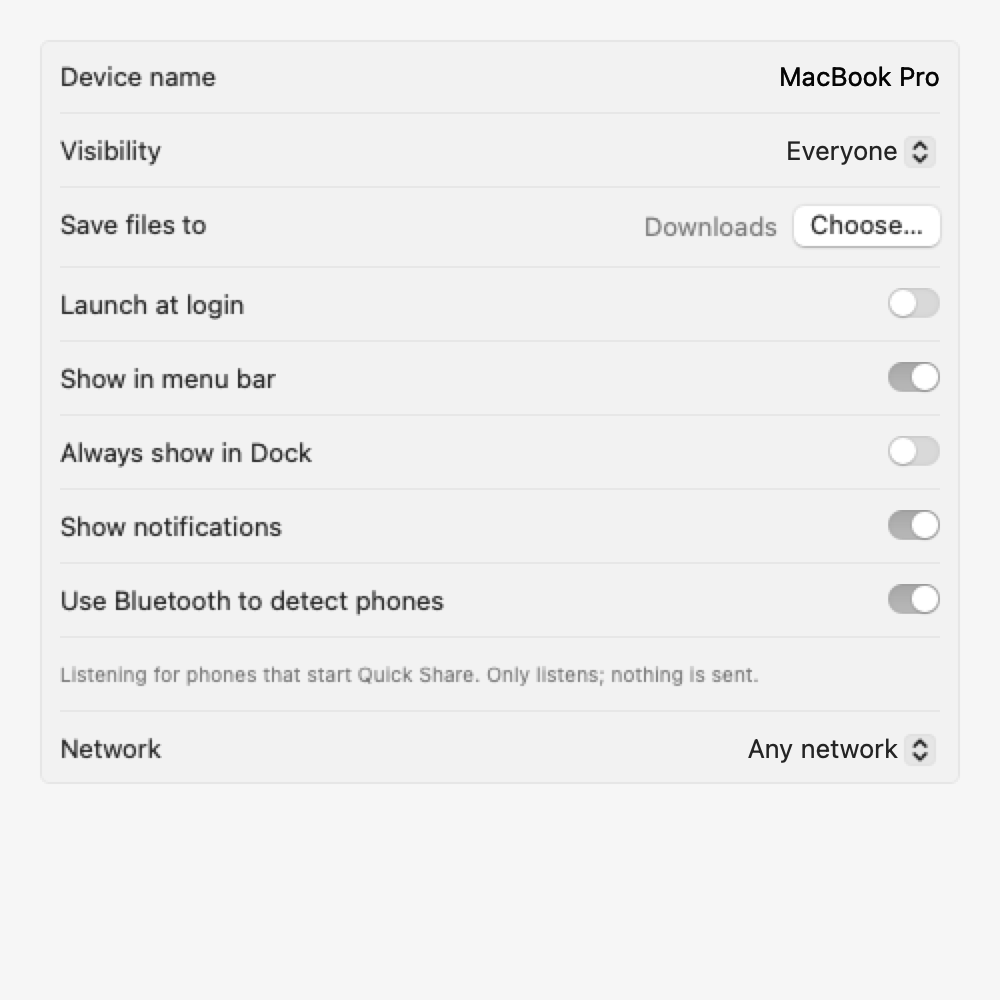 Device name MacBook Pro
Visibility Everyone
Save files to Downloads Choose...
Launch at login
Show in menu bar
Always show in Dock
Show notifications
Use Bluetooth to detect phones
Listening for phones that start Quick Share. Only listens; nothing is sent.
Network Any network